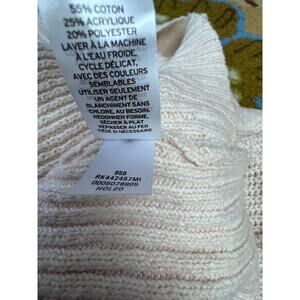 55% COTON
25% ACRYLIQUE
20% POLYESTER
LAVER À LA MACHINE
À L'EAU FROIDE,
CYCLE DÉLICAT,
AVEC DES COULEURS
SEMBLABLES
UTILISER SEULEMENT
UN AGENT DE
BLANCHIMENT SANS
CHLORE, AU BESOIN.
REDONNER FORME,
SÉCHER À PLAT
REPASSER AU FER
TIÈDE SI NÉCESSAIRE
858
RK442457MI
0005078905
HOL20